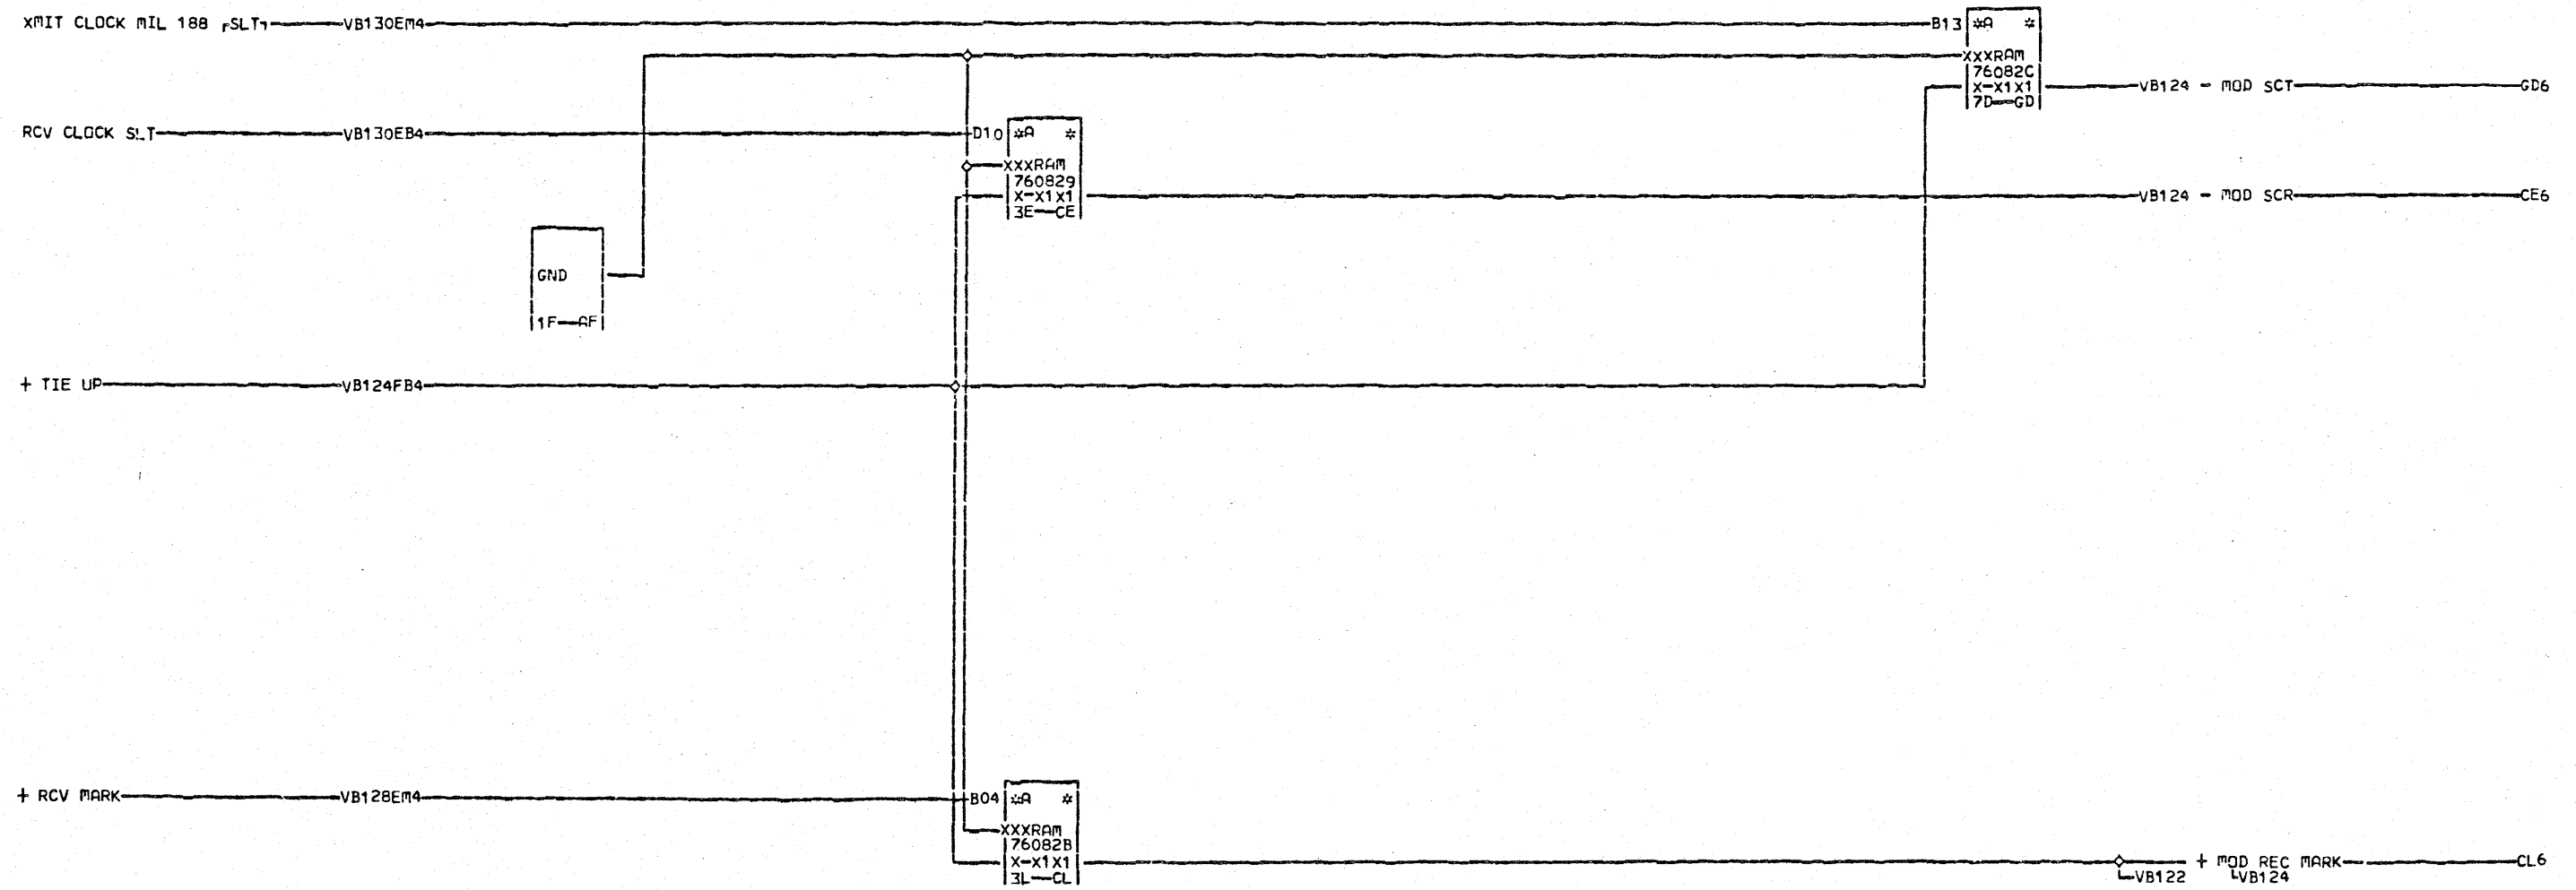 XMIT CLOCK MIL 188 ┌SLT┐ VB130EM4 B13 *A *
XXXRAM
76082C
X-X1X1 VB124 - MOD SCT GD6
7D GD
RCV CLOCK SLT VB130EB4 D10 *A *
XXXRAM
760829
X-X1X1 VB124 - MOD SCR CE6
3E CE
GND
1F AF
+ TIE UP VB124FB4
+ RCV MARK VB128EM4 B04 *A *
XXXRAM
76082B
X-X1X1 + MOD REC MARK CL6
3L CL VB122 VB124